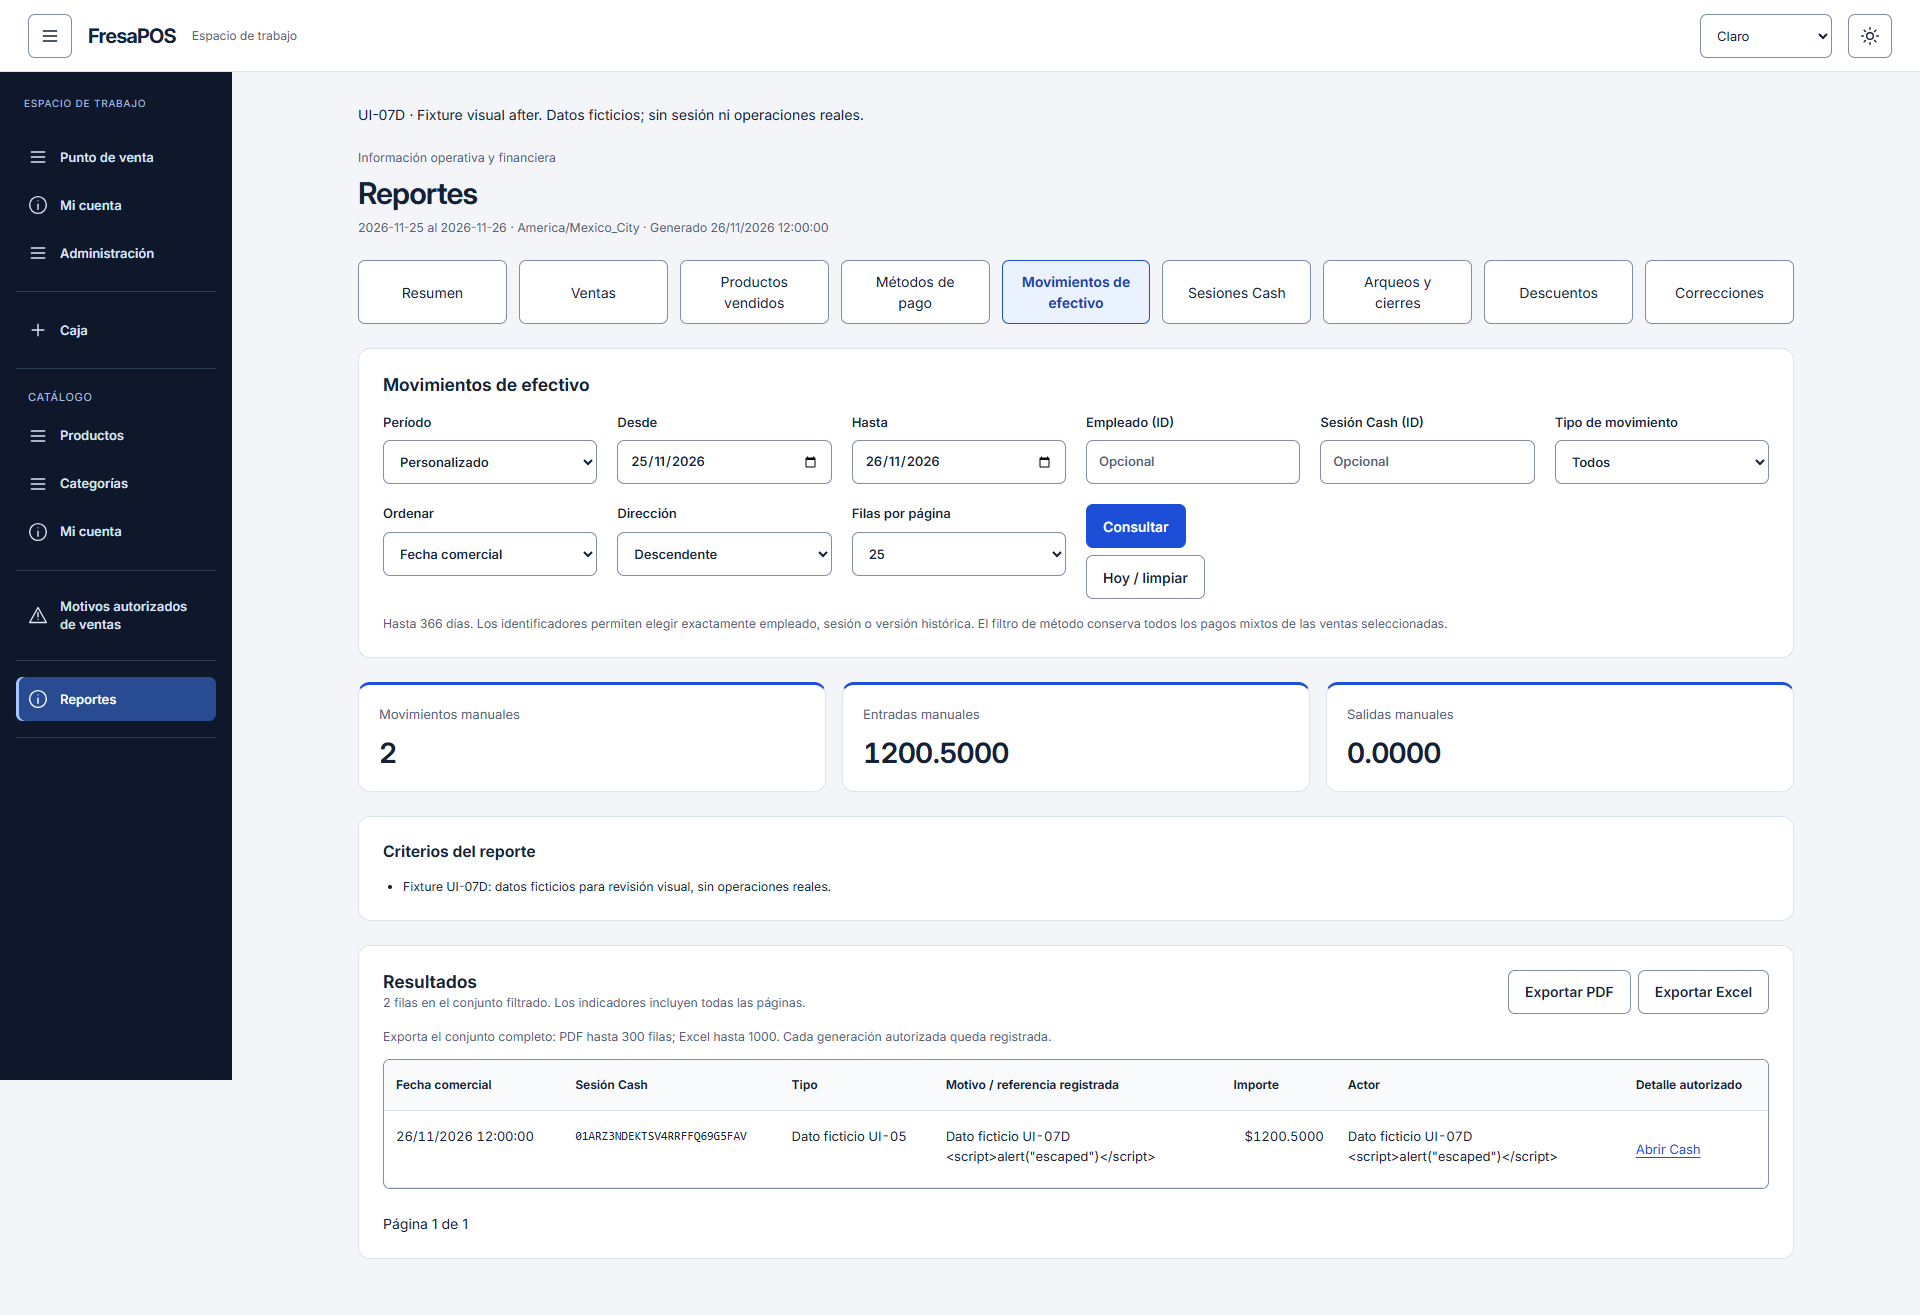 FresaPOS
Espacio de trabajo
Claro
ESPACIO DE TRABAJO
Punto de venta
Mi cuenta
Administración
Caja
CATÁLOGO
Productos
Categorías
Mi cuenta
Motivos autorizados
de ventas
Reportes
UI-07D · Fixture visual after. Datos ficticios; sin sesión ni operaciones reales.
Información operativa y financiera
Reportes
2026-11-25 al 2026-11-26 · America/Mexico_City · Generado 26/11/2026 12:00:00
Resumen
Ventas
Productos
vendidos
Métodos de
pago
Movimientos de
efectivo
Sesiones Cash
Arqueos y
cierres
Descuentos
Correcciones
Movimientos de efectivo
Período
Desde
Hasta
Empleado (ID)
Sesión Cash (ID)
Tipo de movimiento
Personalizado
25/11/2026
26/11/2026
Opcional
Opcional
Todos
Ordenar
Dirección
Filas por página
Fecha comercial
Descendente
25
Consultar
Hoy / limpiar
Hasta 366 días. Los identificadores permiten elegir exactamente empleado, sesión o versión histórica. El filtro de método conserva todos los pagos mixtos de las ventas seleccionadas.
Movimientos manuales
2
Entradas manuales
1200.5000
Salidas manuales
0.0000
Criterios del reporte
• Fixture UI-07D: datos ficticios para revisión visual, sin operaciones reales.
Resultados
2 filas en el conjunto filtrado. Los indicadores incluyen todas las páginas.
Exportar PDF
Exportar Excel
Exporta el conjunto completo: PDF hasta 300 filas; Excel hasta 1000. Cada generación autorizada queda registrada.
Fecha comercial
Sesión Cash
Tipo
Motivo / referencia registrada
Importe
Actor
Detalle autorizado
26/11/2026 12:00:00
01ARZ3NDEKTSV4RRFFQ69G5FAV
Dato ficticio UI-05
Dato ficticio UI-07D
<script>alert("escaped")</script>
$1200.5000
Dato ficticio UI-07D
<script>alert("escaped")</script>
Abrir Cash
Página 1 de 1